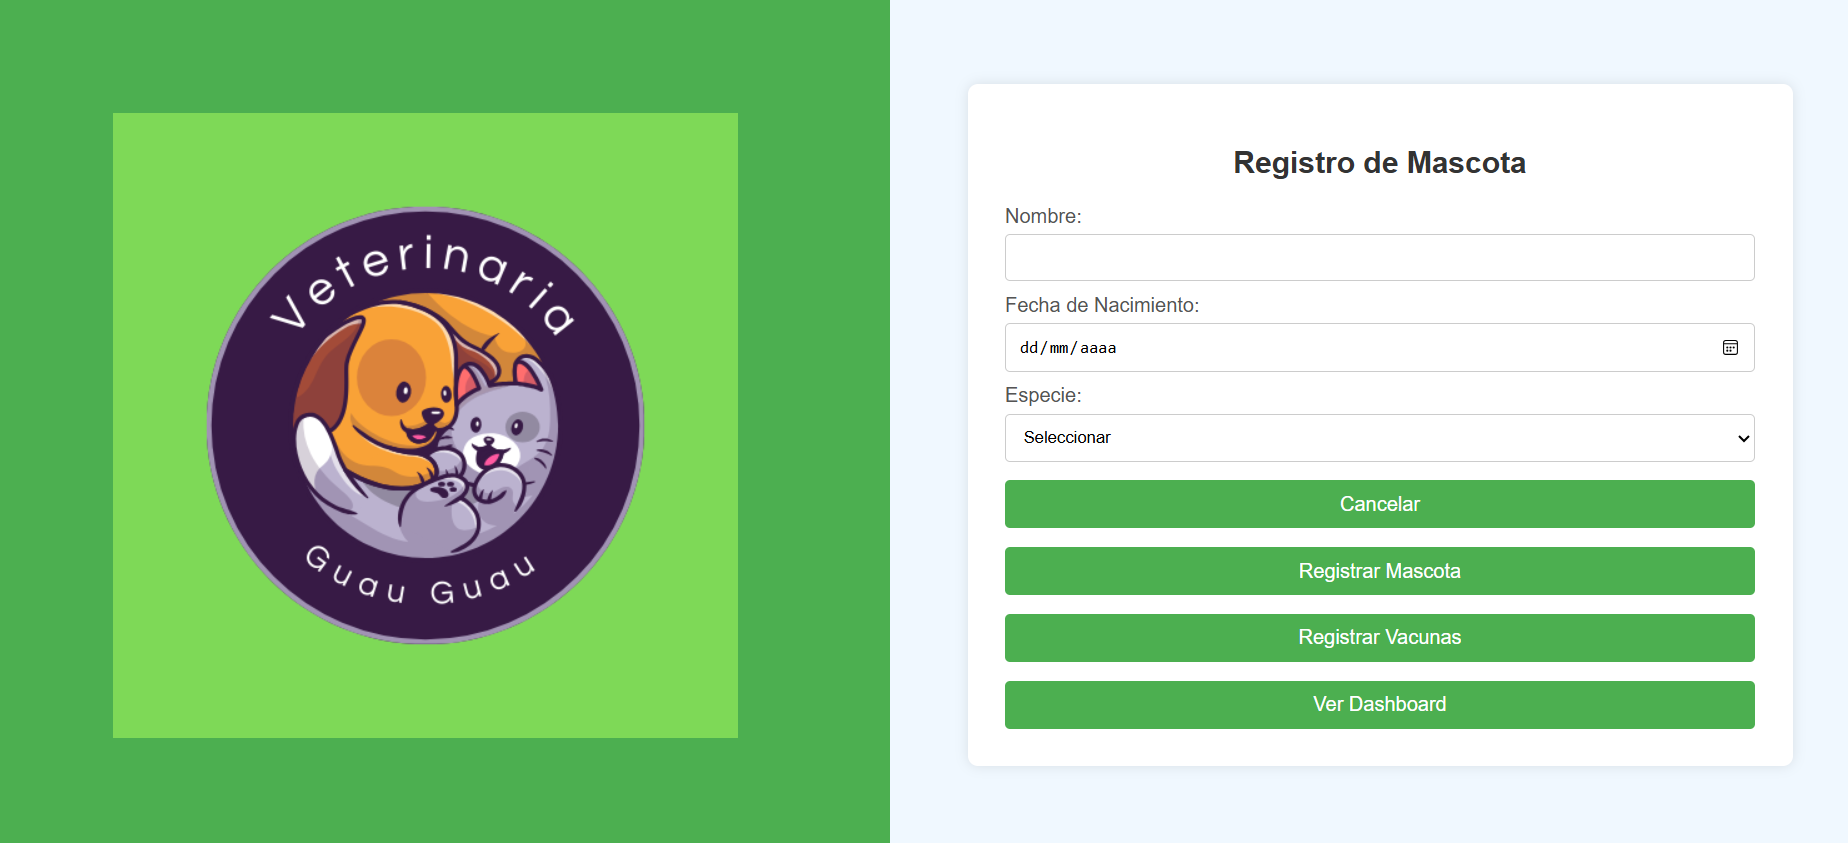 Veterinaria
Guau Guau
Registro de Mascota
Nombre:
Fecha de Nacimiento:
dd/mm/aaaa
Especie:
Seleccionar
Cancelar
Registrar Mascota
Registrar Vacunas
Ver Dashboard